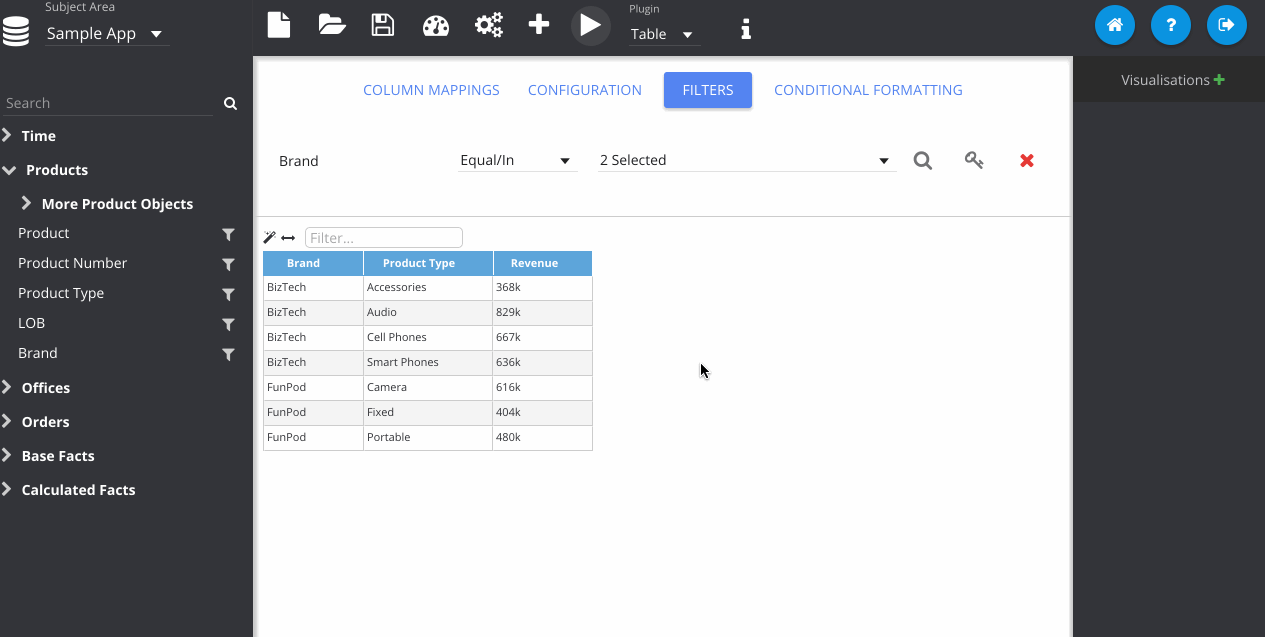 Subject Area
Sample App
Plugin
Table
Search
Time
Products
More Product Objects
Product
Product Number
Product Type
LOB
Brand
Offices
Orders
Base Facts
Calculated Facts
COLUMN MAPPINGS CONFIGURATION FILTERS CONDITIONAL FORMATTING
Brand Equal/In 2 Selected
Filter...
Brand Product Type Revenue
BizTech Accessories 368k
BizTech Audio 829k
BizTech Cell Phones 667k
BizTech Smart Phones 636k
FunPod Camera 616k
FunPod Fixed 404k
FunPod Portable 480k
Visualisations